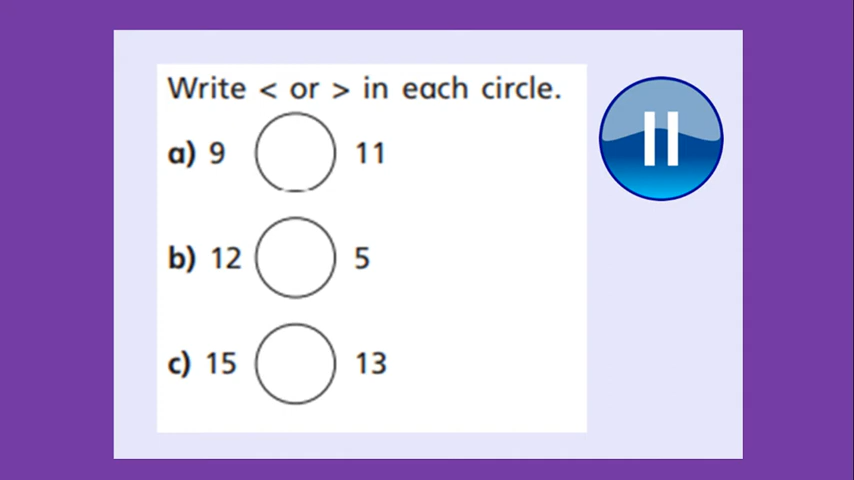 Write < or > in each circle.
a) 9 11
b) 12 5
c) 15 13